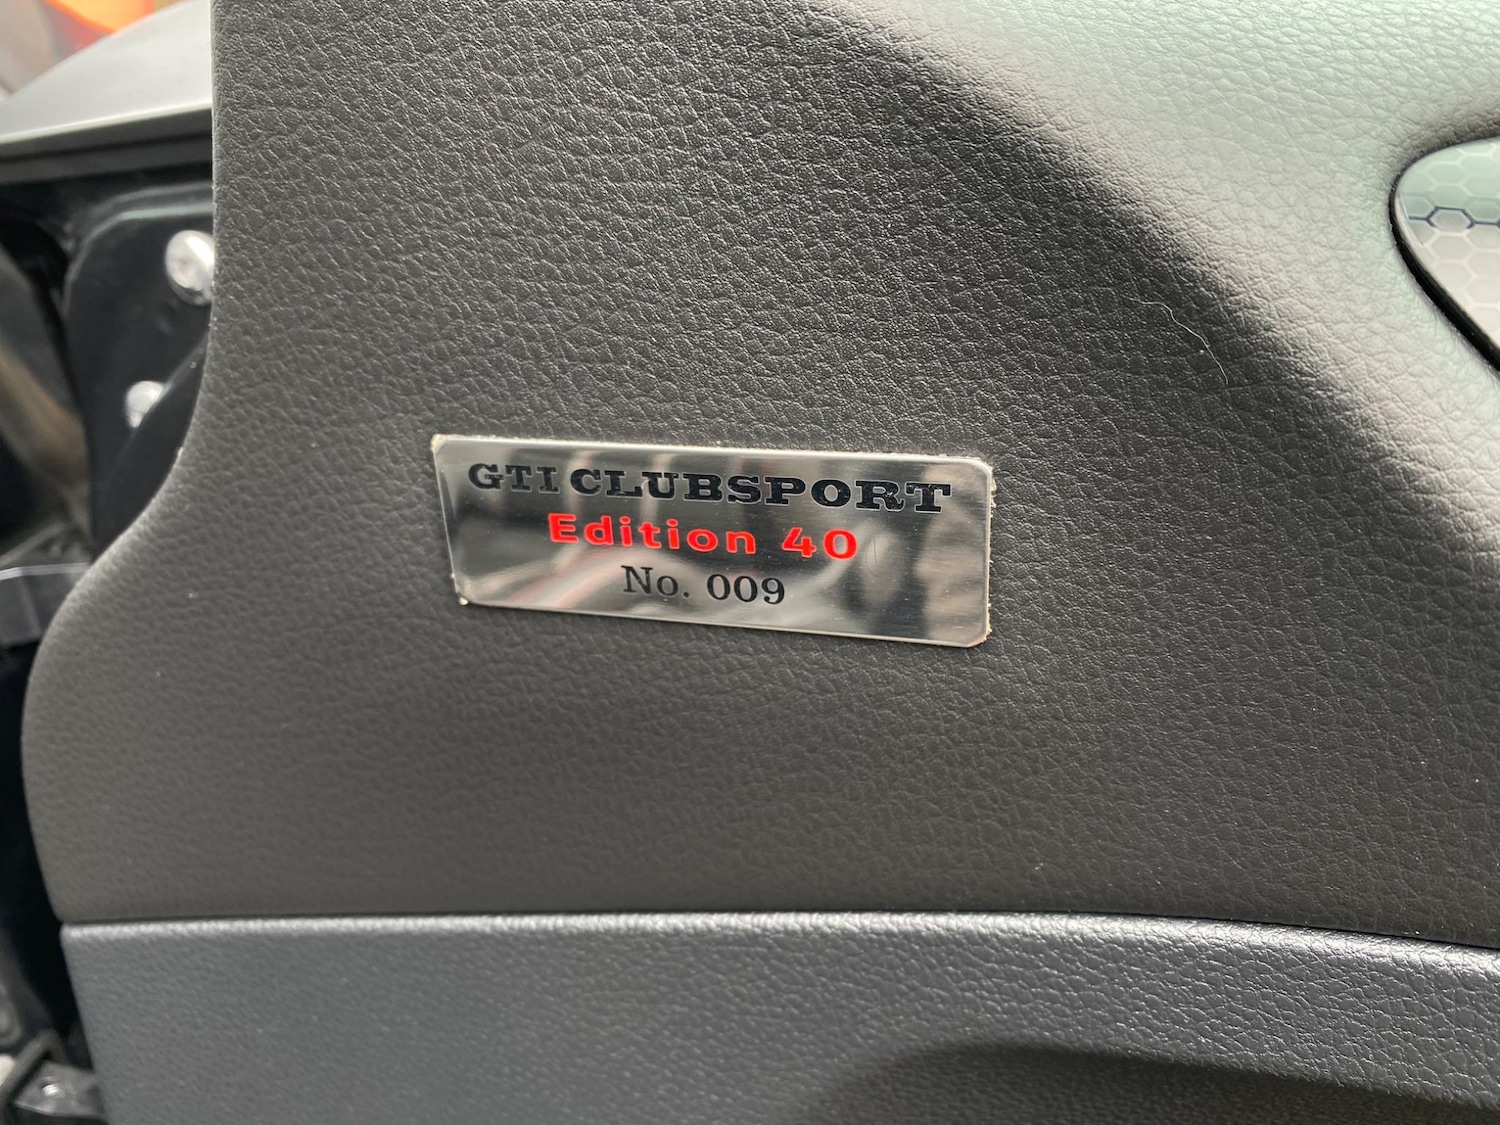 GTI CLUBSPORT
Edition 40
No. 009